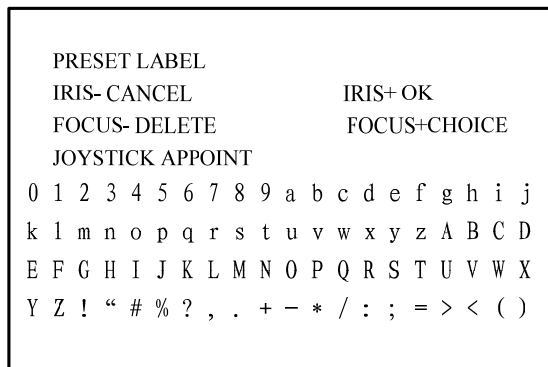 PRESET LABEL
IRIS- CANCEL IRIS+ OK
FOCUS- DELETE FOCUS+CHOICE
JOYSTICK APPOINT
0 1 2 3 4 5 6 7 8 9 a b c d e f g h i j
k l m n o p q r s t u v w x y z A B C D
E F G H I J K L M N O P Q R S T U V W X
Y Z ! “ # % ? , . + − * / : ; = > < ( )